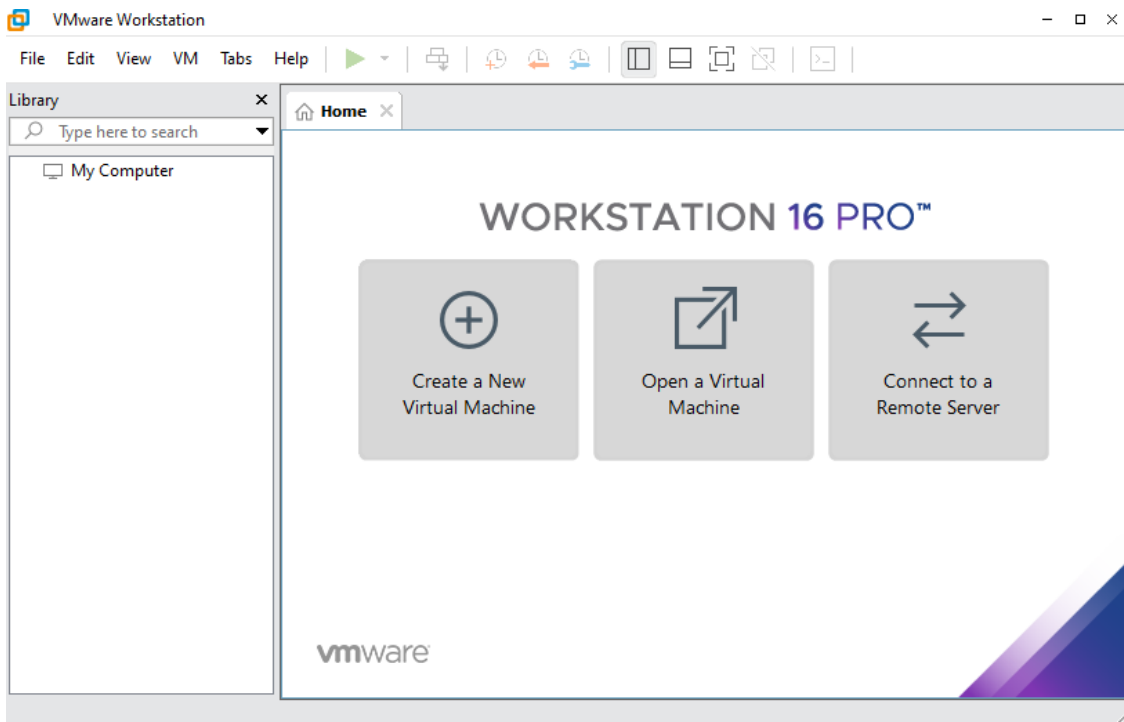 VMware Workstation
File Edit View VM Tabs Help
Library
Type here to search
My Computer
Home
WORKSTATION 16 PRO™
Create a New
Virtual Machine
Open a Virtual
Machine
Connect to a
Remote Server
vmware